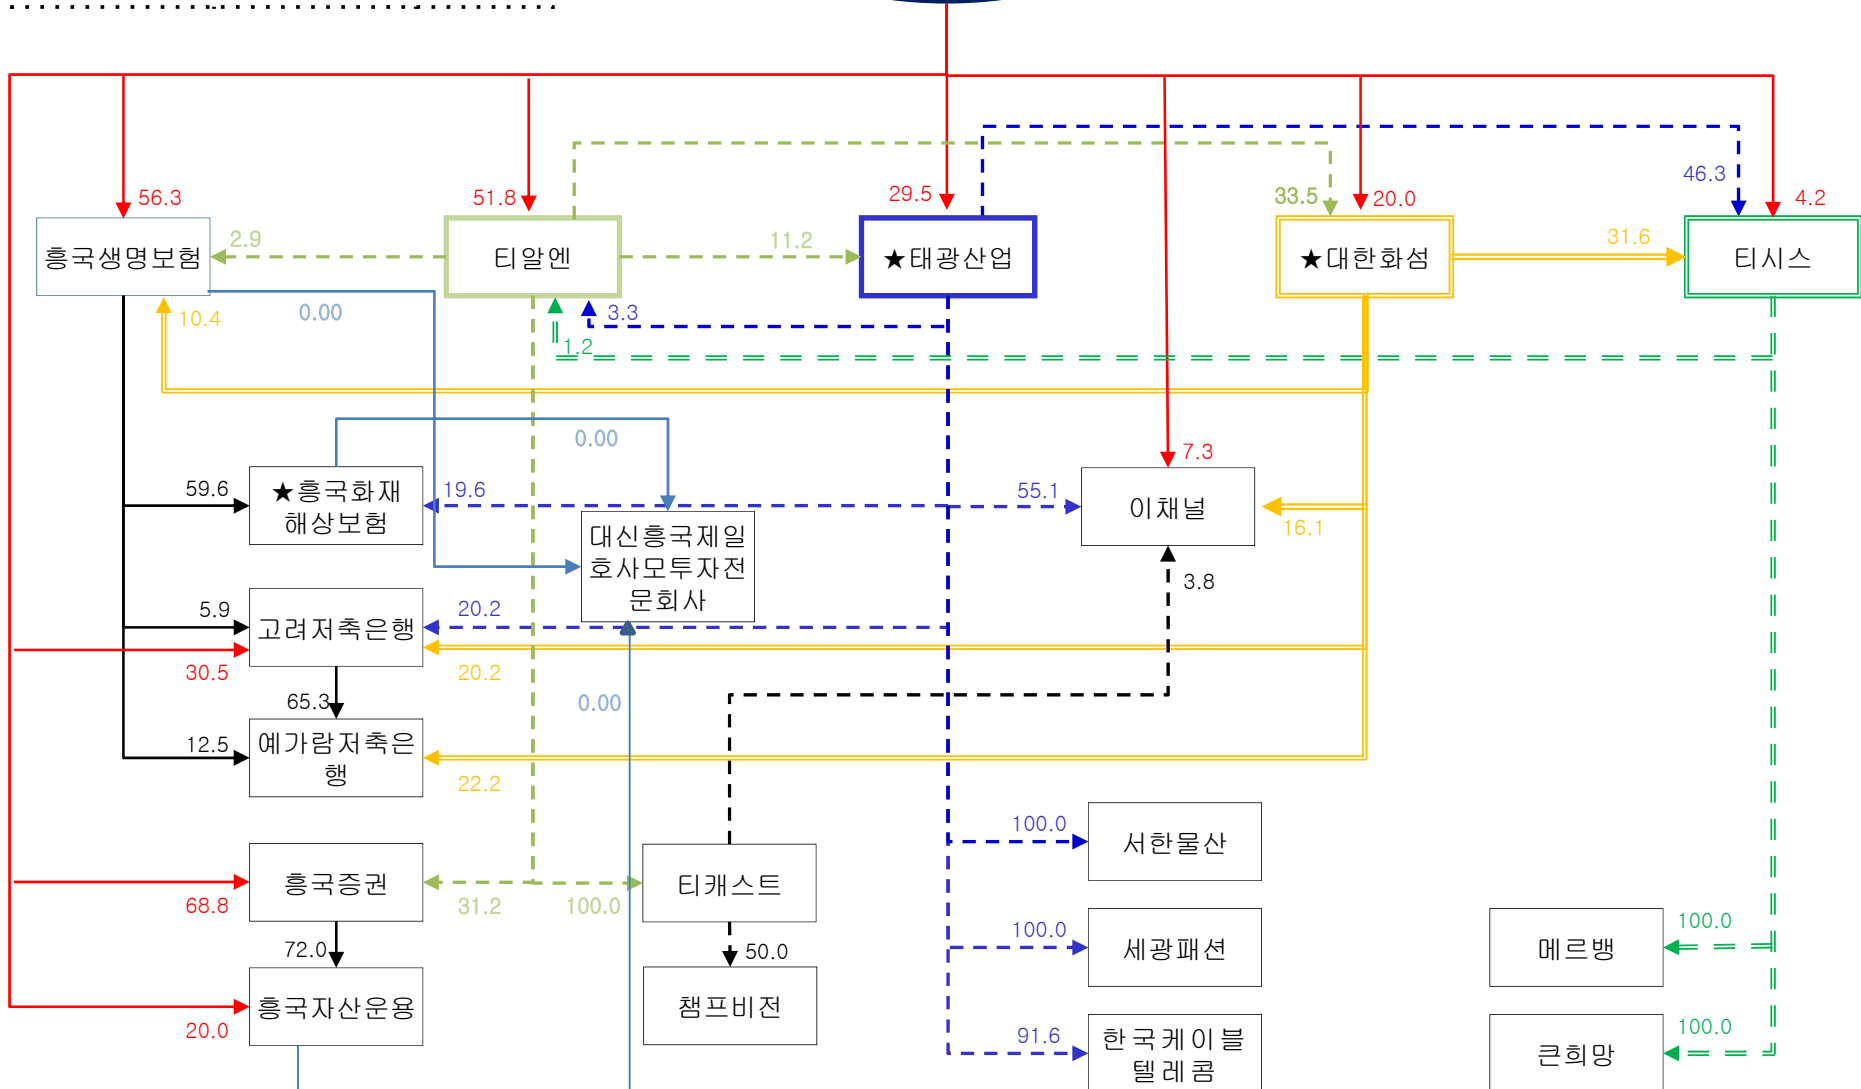 46.3
56.3
51.8
29.5
33.5
20.0
4.2
2.9
11.2
31.6
흥국생명보험
티알엔
★태광산업
★대한화섬
티시스
10.4
0.00
3.3
1.2
0.00
7.3
59.6
★흥국화재
해상보험
19.6
55.1
이채널
16.1
대신흥국제일
호사모투자전
문회사
3.8
5.9
고려저축은행
20.2
30.5
20.2
65.3
0.00
12.5
예가람저축은
행
22.2
100.0
서한물산
흥국증권
티캐스트
68.8
31.2
100.0
100.0
세광패션
메르뱅
100.0
72.0
50.0
흥국자산운용
챔프비전
20.0
91.6
한국케이블
텔레콤
큰희망
100.0